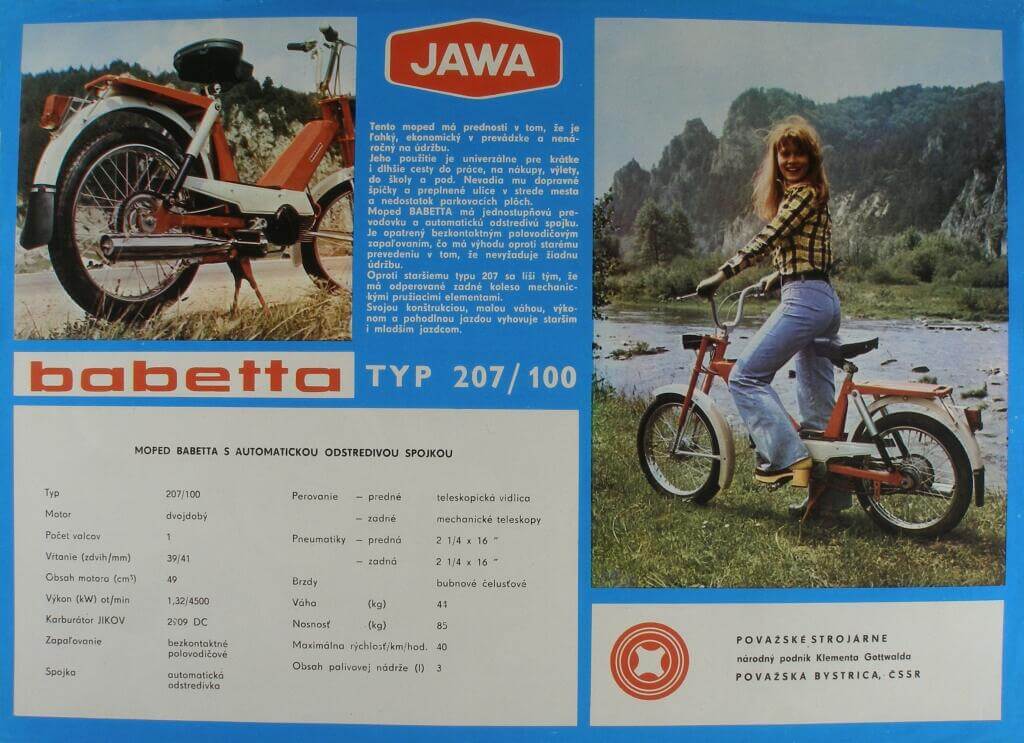 JAWA
Tento moped má prednosti v tom, že je
ľahký, ekonomický v prevádzke a nená-
ročný na údržbu.
Jeho použitie je univerzálne pre krátke
i dlhšie cesty do práce, na nákupy, výlety,
do školy a pod. Nevadia mu dopravné
špičky a preplnené ulice v strede mesta
a nedostatok parkovacích plôch.
Moped BABETTA má jednostupňovú pre-
vodovku a automatickú odstredivú spojku.
Je opatrený bezkontaktným polovodičovým
zapaľovaním, čo má výhodu oproti starému
prevedeniu v tom, že nevyžaduje žiadnu
údržbu.
Oproti staršiemu typu 207 sa líši tým, že
má odperované zadné koleso mechanic-
kými pružiacimi elementami.
Svojou konštrukciou, malou váhou, výko-
nom a pohodlnou jazdou vyhovuje starším
i mladším jazdcom.
babetta TYP 207/100
MOPED BABETTA S AUTOMATICKOU ODSTREDIVOU SPOJKOU
Typ 207/100
Motor dvojdobý
Počet valcov 1
Vŕtanie (zdvih/mm) 39/41
Obsah motora (cm³) 49
Výkon (kW) ot/min 1,32/4500
Karburátor JIKOV 2909 DC
Zapaľovanie bezkontaktné
polovodičové
Spojka automatická
odstredivka
Perovanie — predné teleskopická vidlica
— zadné mechanické teleskopy
Pneumatiky — predná 2 1/4 x 16 "
— zadná 2 1/4 x 16 "
Brzdy bubnové čelusťové
Váha (kg) 44
Nosnosť (kg) 85
Maximálna rýchlosť/km/hod. 40
Obsah palivovej nádrže (l) 3
POVAŽSKÉ STROJÁRNE
národný podnik Klementa Gottwalda
POVAŽSKÁ BYSTRICA, ČSSR